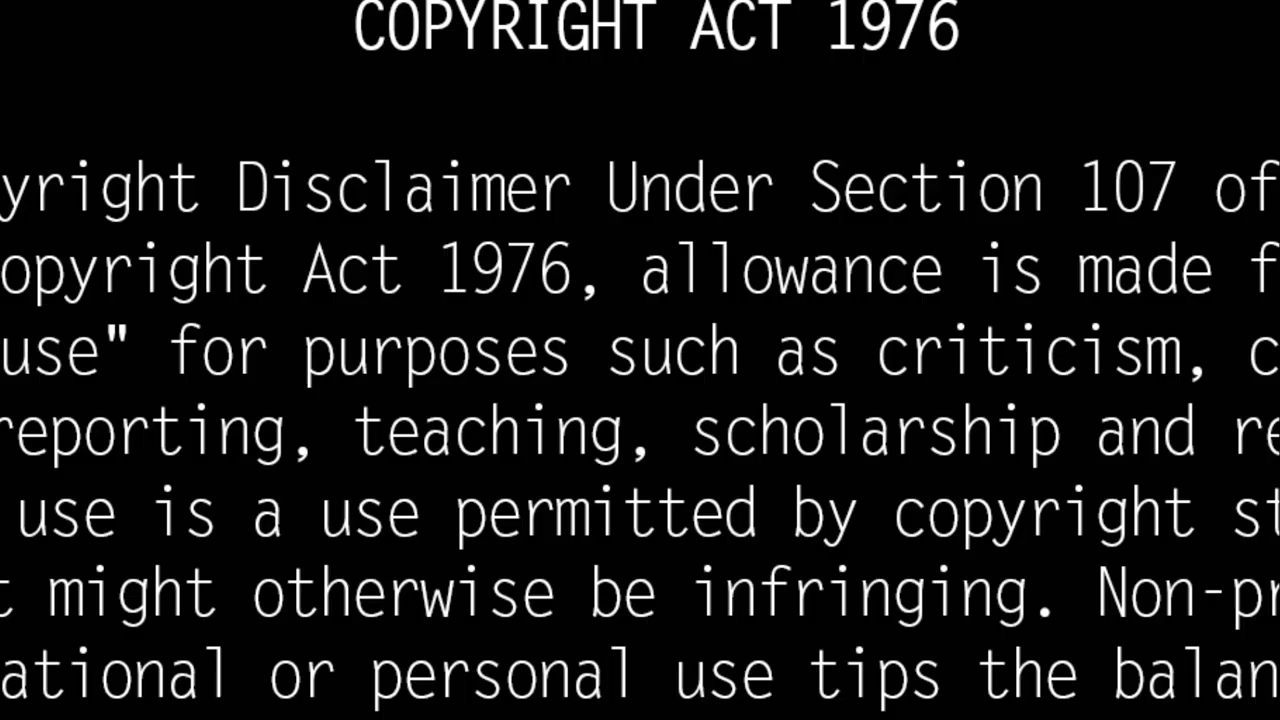 COPYRIGHT ACT 1976
yright Disclaimer Under Section 107 of
opyright Act 1976, allowance is made f
use" for purposes such as criticism, c
reporting, teaching, scholarship and re
use is a use permitted by copyright st
t might otherwise be infringing. Non-pr
ational or personal use tips the balan